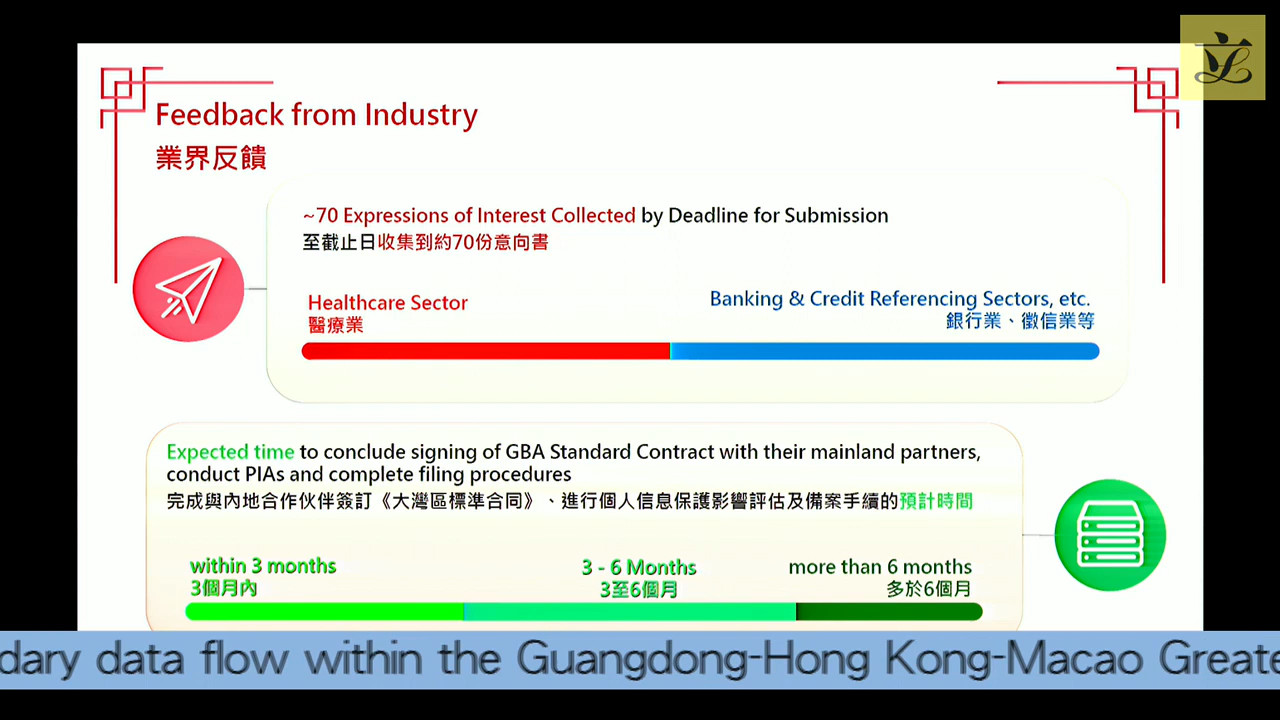 Feedback from Industry
業界反饋
~70 Expressions of Interest Collected by Deadline for Submission
至截止日收集到約70份意向書
Healthcare Sector
醫療業
Banking & Credit Referencing Sectors, etc.
銀行業、徵信業等
Expected time to conclude signing of GBA Standard Contract with their mainland partners,
conduct PIAs and complete filing procedures
完成與內地合作伙伴簽訂《大灣區標準合同》、進行個人信息保護影響評估及備案手續的預計時間
within 3 months
3個月內
3 - 6 Months
3至6個月
more than 6 months
多於6個月
dary data flow within the Guangdong-Hong Kong-Macao Greate